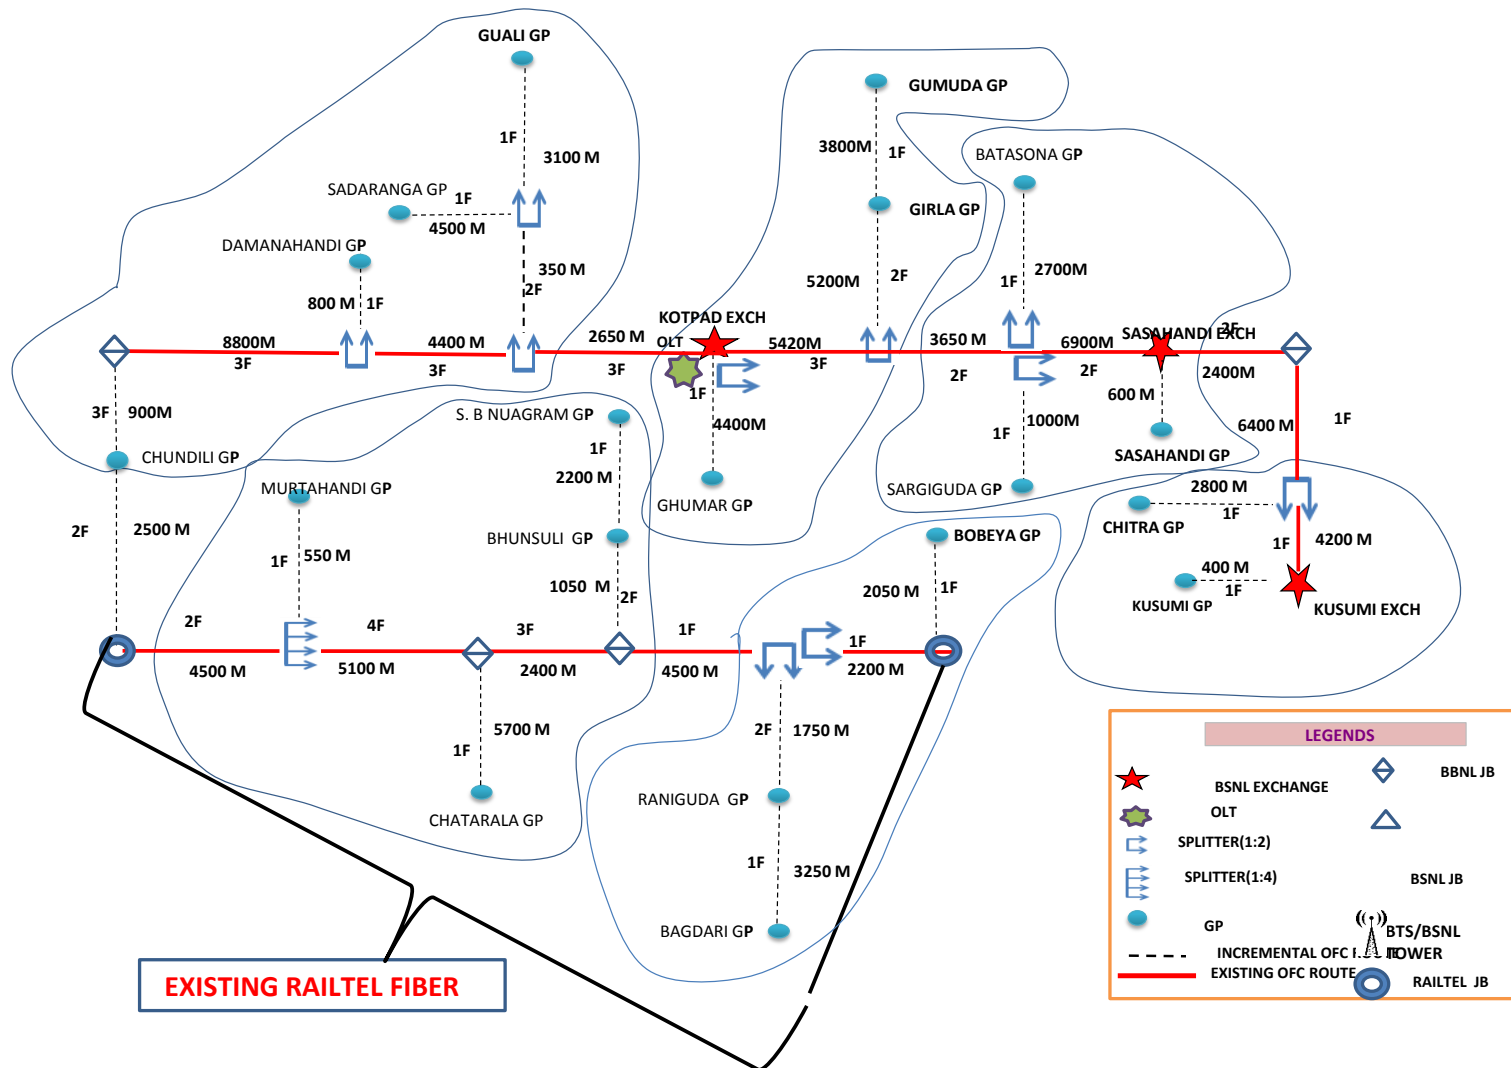 GUALI GP
1F
3100 M
SADARANGA GP
1F
4500 M
DAMANAHANDI GP
800 M
1F
350 M
2F
8800M
3F
4400 M
3F
2650 M
3F
OLT
KOTPAD EXCH
GUMUDA GP
3800M
1F
GIRLA GP
5200M
2F
BATASONA GP
2700M
1F
5420M
3F
3650 M
2F
6900M
2F
SASAHANDI EXCH
2F
2400M
600 M
SASAHANDI GP
6400 M
1F
1F
4400M
GHUMAR GP
1000M
1F
SARGIGUDA GP
3F
900M
CHUNDILI GP
2F
2500 M
MURTAHANDI GP
1F
550 M
S. B NUAGRAM GP
1F
2200 M
BHUNSULI GP
1050 M
2F
BOBEYA GP
2050 M
1F
2800 M
1F
CHITRA GP
1F
4200 M
400 M
1F
KUSUMI GP
KUSUMI EXCH
2F
4500 M
4F
5100 M
3F
2400 M
1F
4500 M
1F
2200 M
5700 M
1F
CHATARALA GP
2F
1750 M
RANIGUDA GP
1F
3250 M
BAGDARI GP
EXISTING RAILTEL FIBER
LEGENDS
BSNL EXCHANGE
BBNL JB
OLT
SPLITTER(1:2)
SPLITTER(1:4)
BSNL JB
GP
BTS/BSNL
TOWER
INCREMENTAL OFC
EXISTING OFC ROUTE
RAILTEL JB